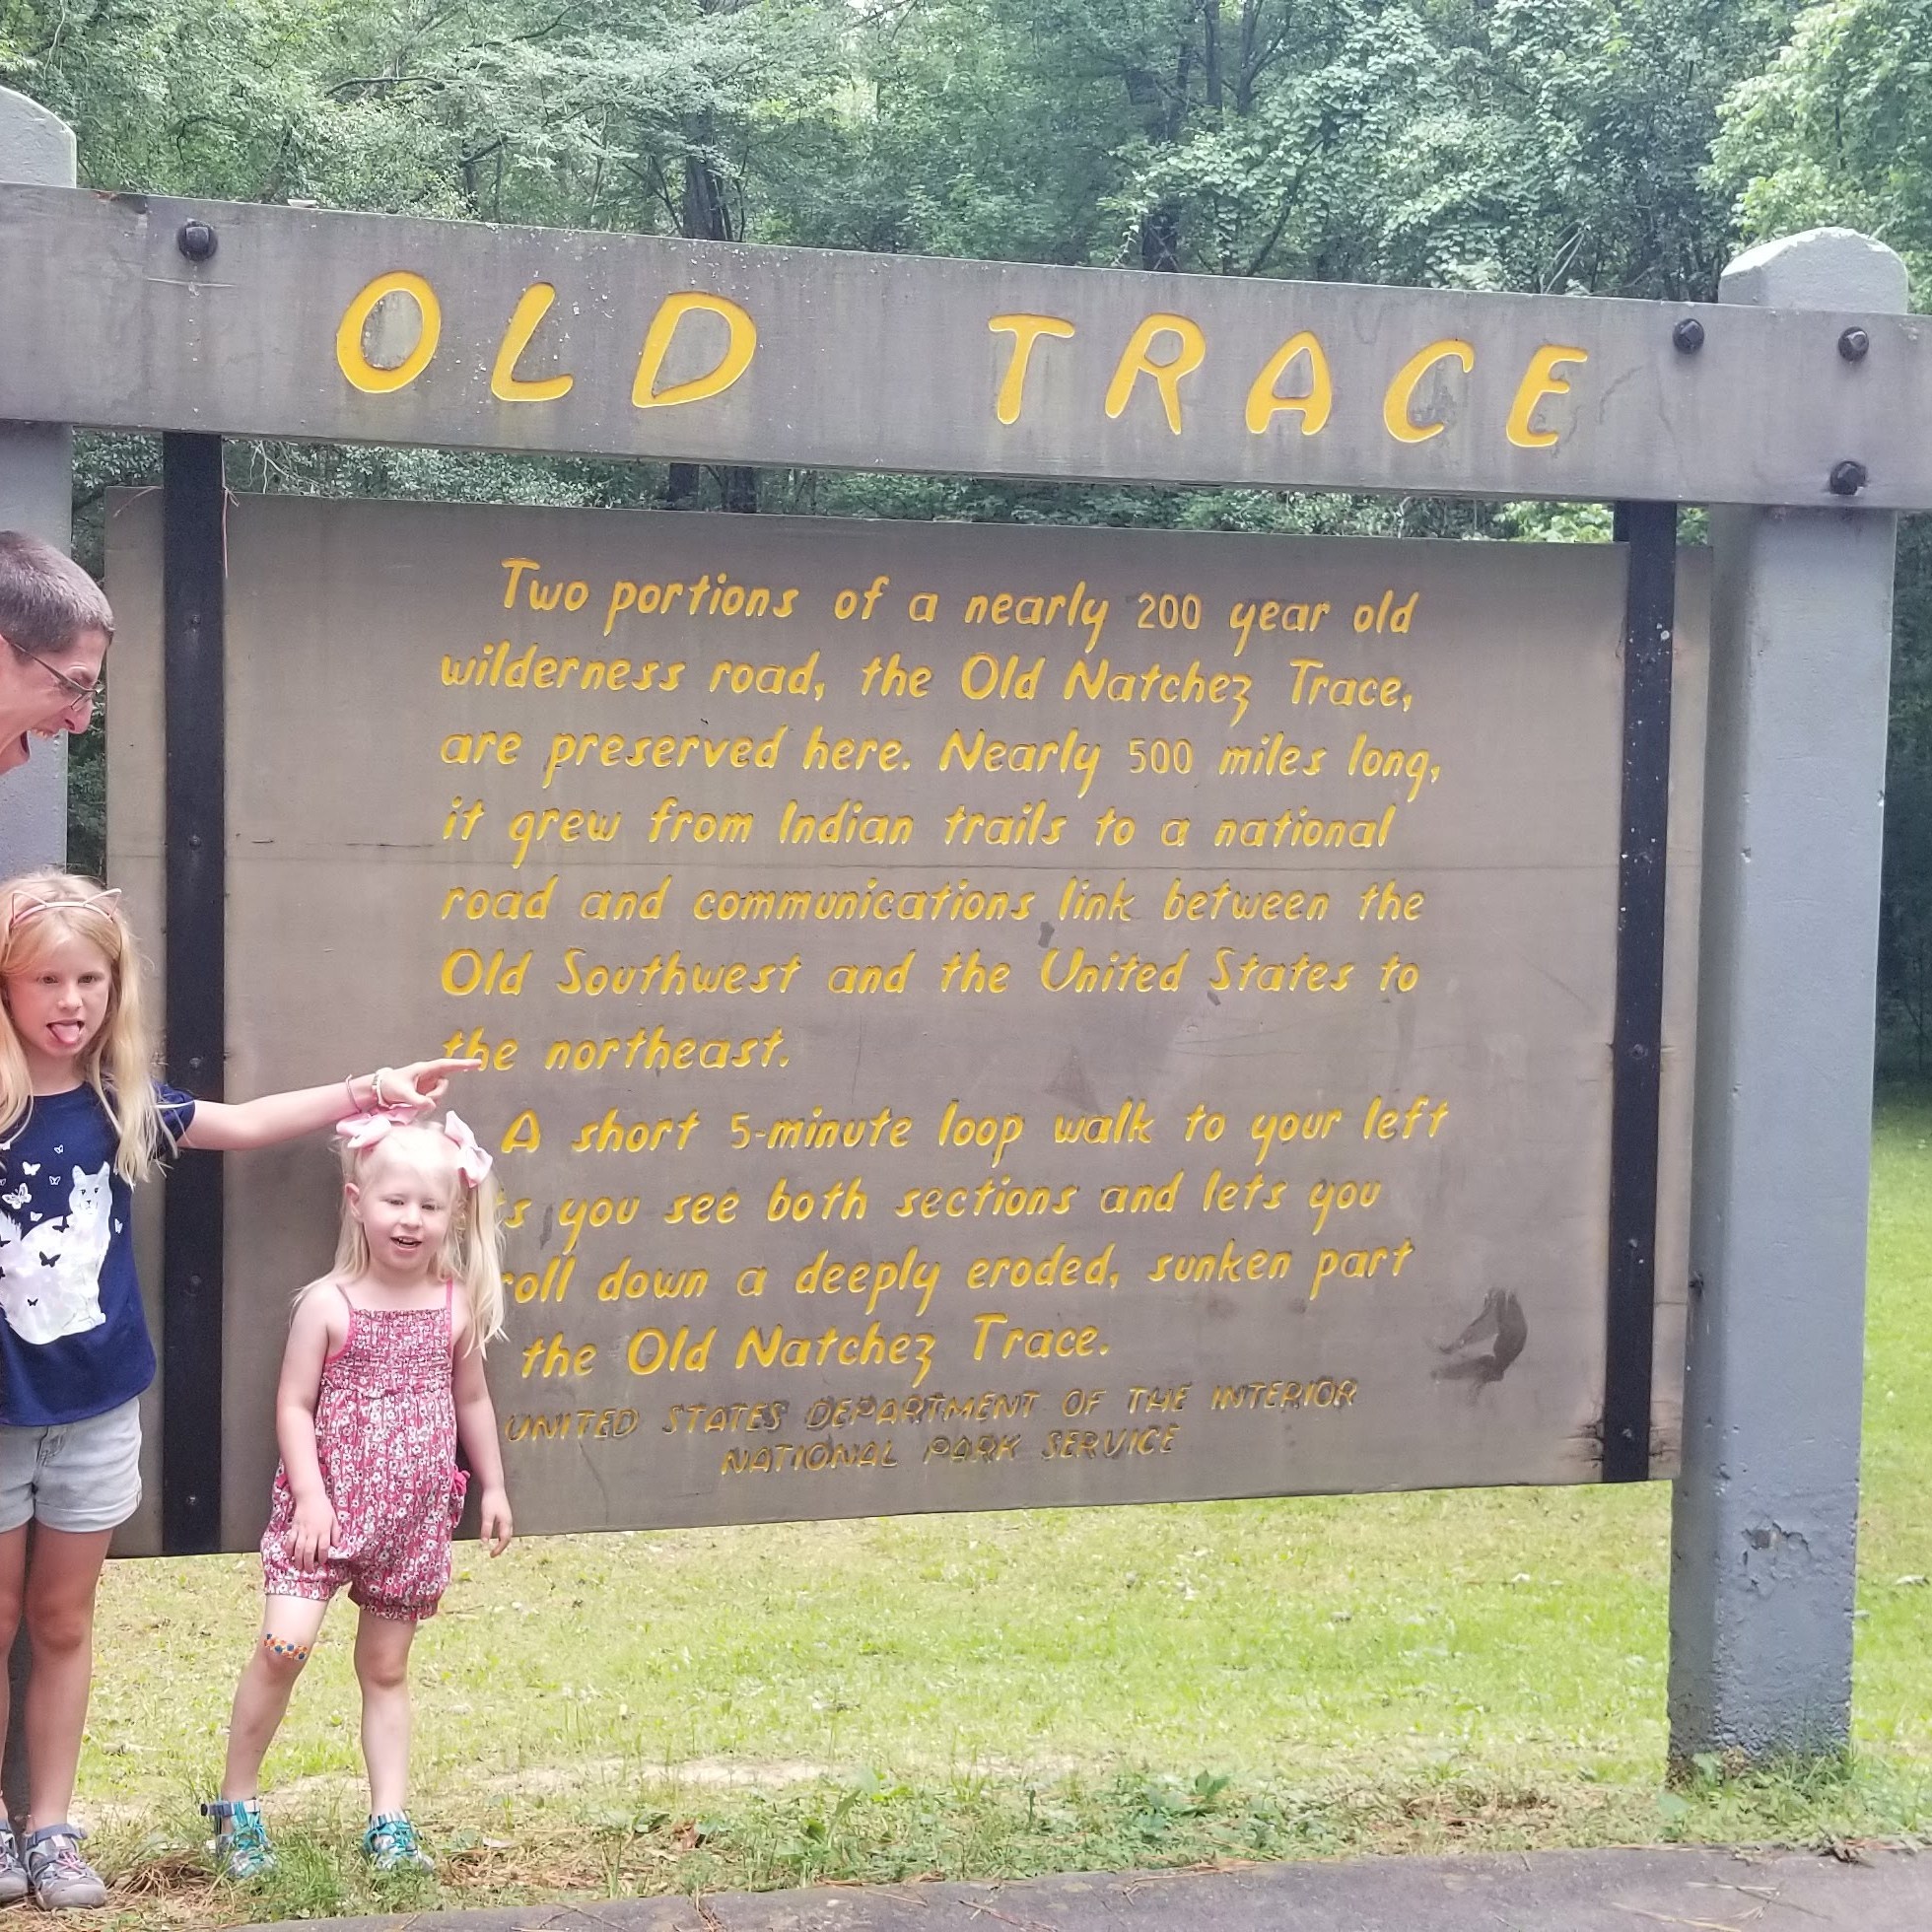 OLD TRACE
Two portions of a nearly 200 year old
wilderness road, the Old Natchez Trace,
are preserved here. Nearly 500 miles long,
it grew from Indian trails to a national
road and communications link between the
Old Southwest and the United States to
the northeast.
A short 5-minute loop walk to your left
you see both sections and lets you
down a deeply eroded, sunken part
the Old Natchez Trace.
UNITED STATES DEPARTMENT OF THE INTERIOR
NATIONAL PARK SERVICE